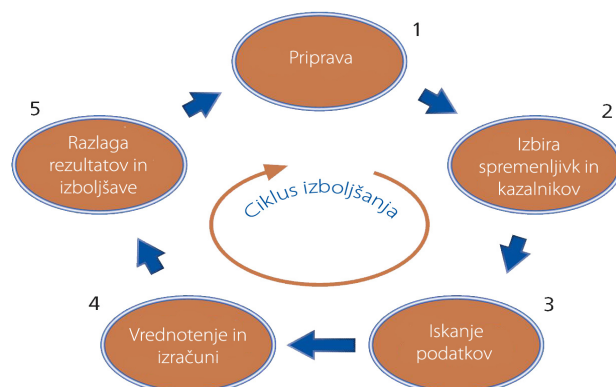 1
Priprava
2
Izbira
spremenljivk in
kazalnikov
3
Iskanje
podatkov
4
Vrednotenje in
izračuni
5
Razlaga
rezultatov in
izboljšave
Ciklus izboljšanja